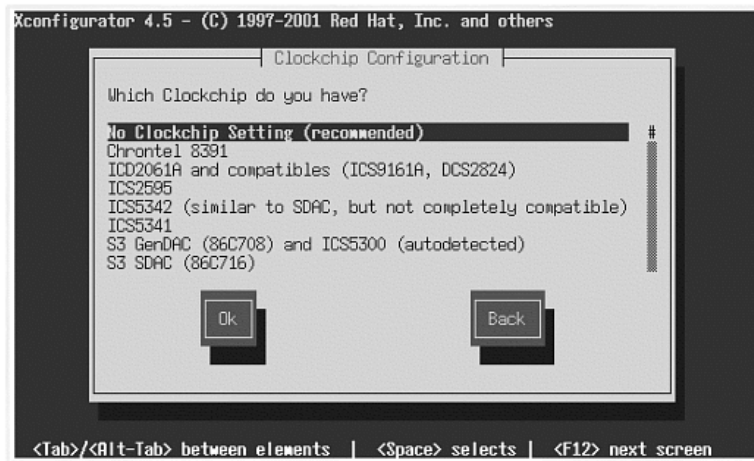 Xconfigurator 4.5 - (C) 1997-2001 Red Hat, Inc. and others
Clockchip Configuration
Which Clockchip do you have?
No Clockchip Setting (recommended) #
Chrontel 8391
ICD2061A and compatibles (ICS9161A, DCS2824)
ICS2595
ICS5342 (similar to SDAC, but not completely compatible)
ICS5341
S3 GenDAC (86C708) and ICS5300 (autodetected)
S3 SDAC (86C716)
Ok Back
<Tab>/<Alt-Tab> between elements | <Space> selects | <F12> next screen